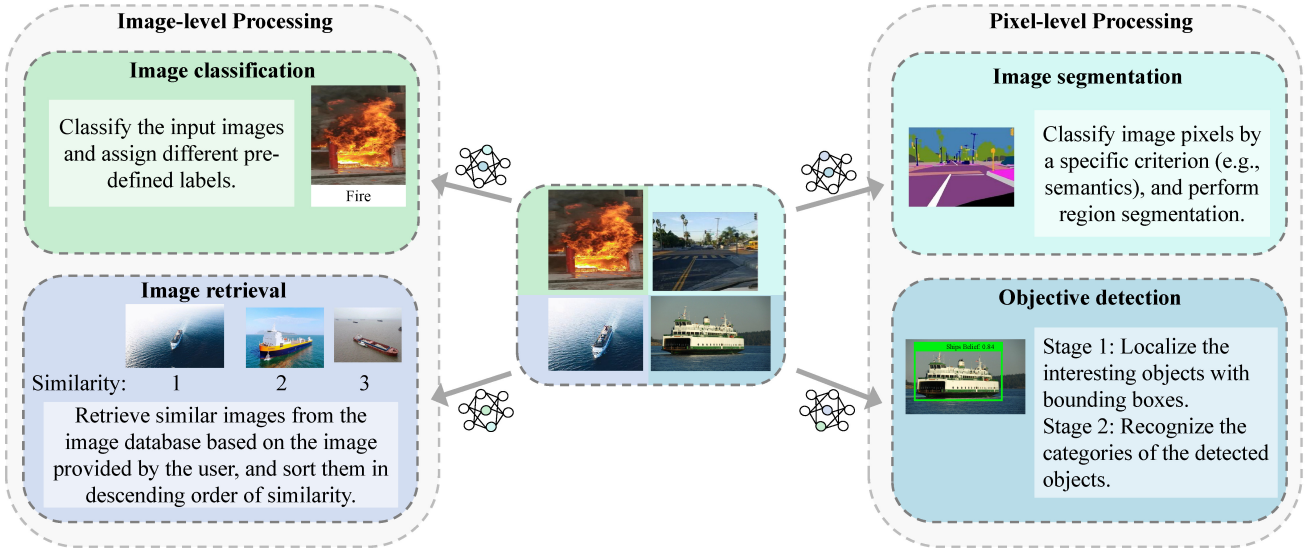 Image-level Processing
Image classification
Classify the input images
and assign different pre-
defined labels.
Fire
Image retrieval
Similarity: 1 2 3
Retrieve similar images from the
image database based on the image
provided by the user, and sort them in
descending order of similarity.
Pixel-level Processing
Image segmentation
Classify image pixels by
a specific criterion (e.g.,
semantics), and perform
region segmentation.
Objective detection
Ships Belief: 0.84
Stage 1: Localize the
interesting objects with
bounding boxes.
Stage 2: Recognize the
categories of the detected
objects.